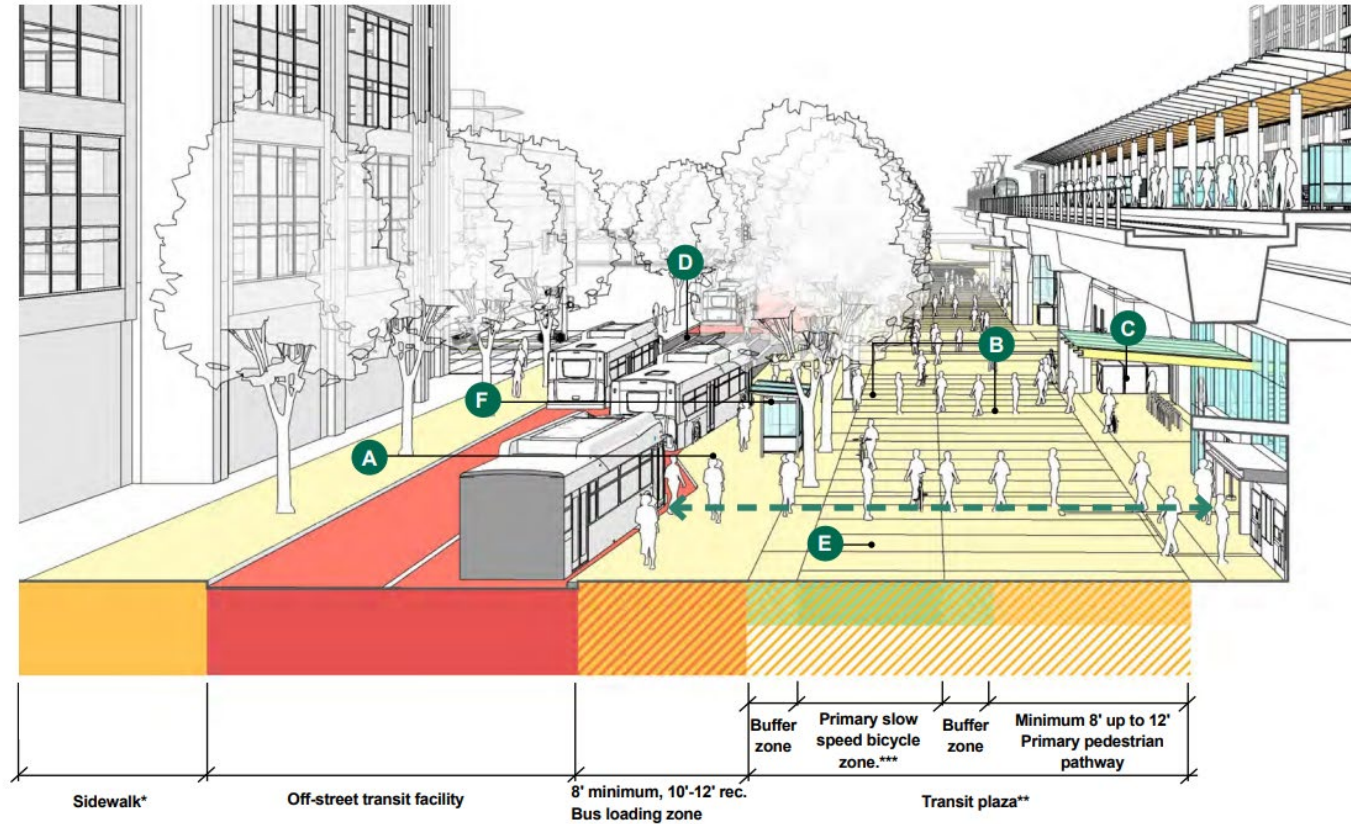 D
C
B
F
A
E
Buffer
zone
Primary slow
speed bicycle
zone.***
Buffer
zone
Minimum 8' up to 12'
Primary pedestrian
pathway
Sidewalk*
Off-street transit facility
8' minimum, 10'-12' rec.
Bus loading zone
Transit plaza**